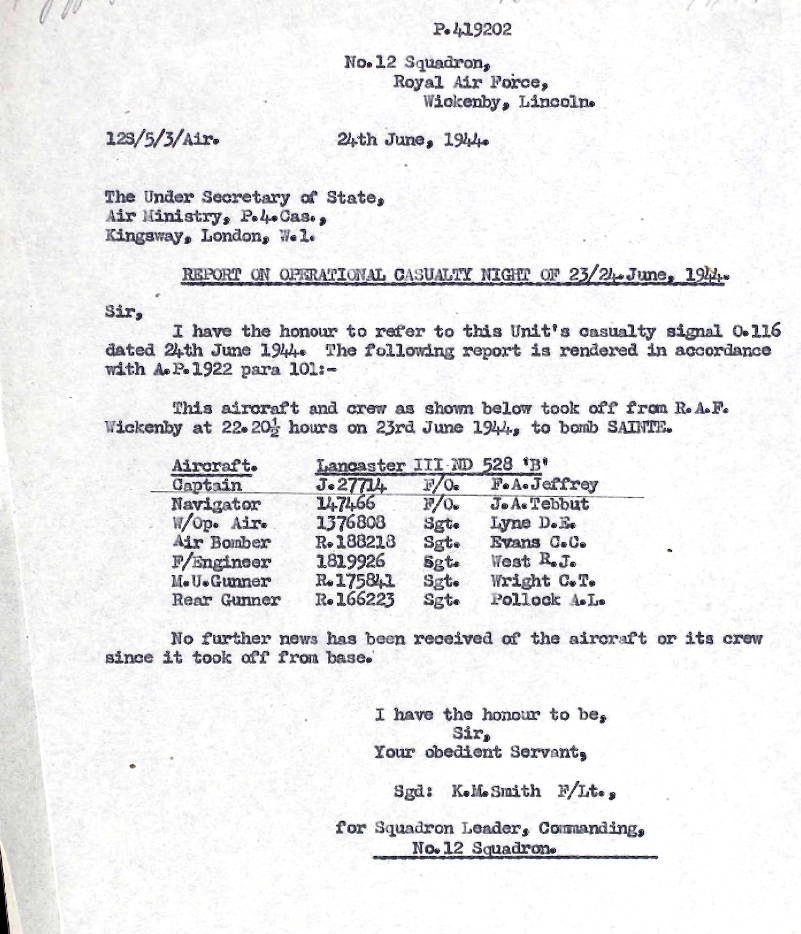 P.419202
No.12 Squadron,
Royal Air Force,
Wickenby, Lincoln.
12S/5/3/Air. 24th June, 1944.
The Under Secretary of State,
Air Ministry, P.4.Cas.,
Kingsway, London, W.1.
REPORT ON OPERATIONAL CASUALTY NIGHT OF 23/24 June, 1944.
Sir,
I have the honour to refer to this Unit's casualty signal O.116
dated 24th June 1944. The following report is rendered in accordance
with A.P.1922 para 101:-
This aircraft and crew as shown below took off from R.A.F.
Wickenby at 22.20½ hours on 23rd June 1944, to bomb SAINTE.
Aircraft. Lancaster III ND 528 'B'
Captain J.27714 F/O. F.A.Jeffrey
Navigator 147466 F/O. J.A.Tebbut
W/Op. Air. 1376808 Sgt. Lyne D.E.
Air Bomber R.188218 Sgt. Evans C.C.
F/Engineer 1819926 Sgt. West R.J.
M.U.Gunner R.175841 Sgt. Wright C.T.
Rear Gunner R.166223 Sgt. Pollock A.L.
No further news has been received of the aircraft or its crew
since it took off from base.
I have the honour to be,
Sir,
Your obedient Servant,
Sgd: K.M.Smith F/Lt.,
for Squadron Leader, Commanding,
No.12 Squadron.